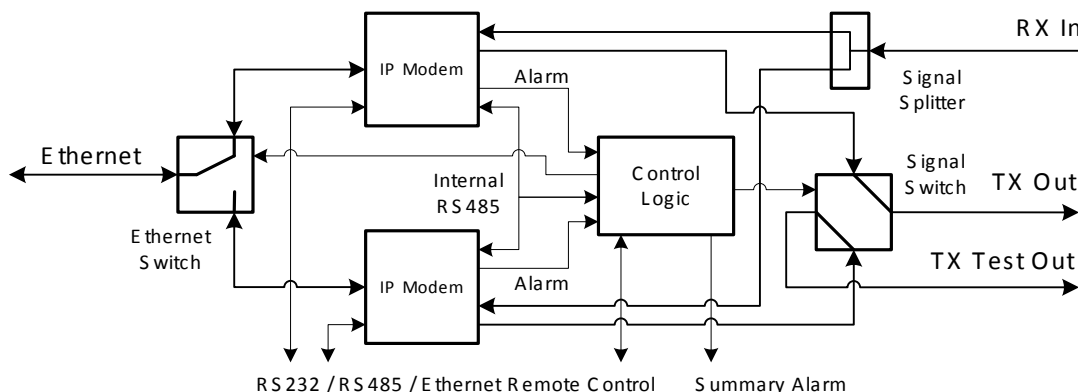 RX In
IP Modem
Alarm
Signal
Splitter
Ethernet
Control
Logic
Signal
Switch
Internal
RS485
TX Out
Ethernet
Switch
TX Test Out
IP Modem
Alarm
RS232 / RS485 / Ethernet Remote Control
Summary Alarm